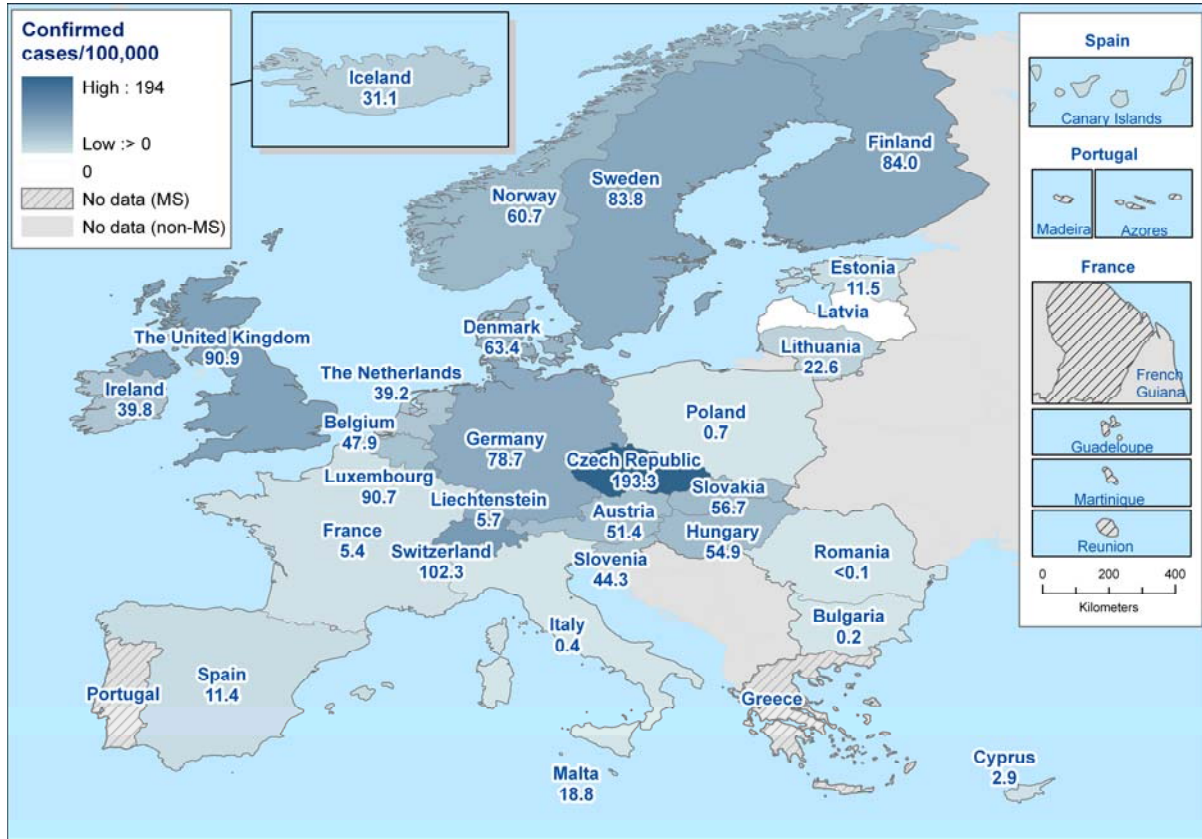 Confirmed
cases/100,000
High : 194
Low :> 0
0
No data (MS)
No data (non-MS)
Iceland
31.1
Finland
84.0
Sweden
83.8
Norway
60.7
Estonia
11.5
Latvia
Lithuania
22.6
Denmark
63.4
The United Kingdom
90.9
Ireland
39.8
The Netherlands
39.2
Belgium
47.9
Germany
78.7
Poland
0.7
Czech Republic
193.3
Luxembourg
90.7
Slovakia
56.7
Liechtenstein
5.7
Austria
51.4
Hungary
54.9
France
5.4
Switzerland
102.3
Slovenia
44.3
Romania
<0.1
Bulgaria
0.2
Italy
0.4
Spain
11.4
Portugal
Greece
Malta
18.8
Cyprus
2.9
Spain
Canary Islands
Portugal
Madeira
Azores
France
French
Guiana
Guadeloupe
Martinique
Reunion
0 200 400
Kilometers